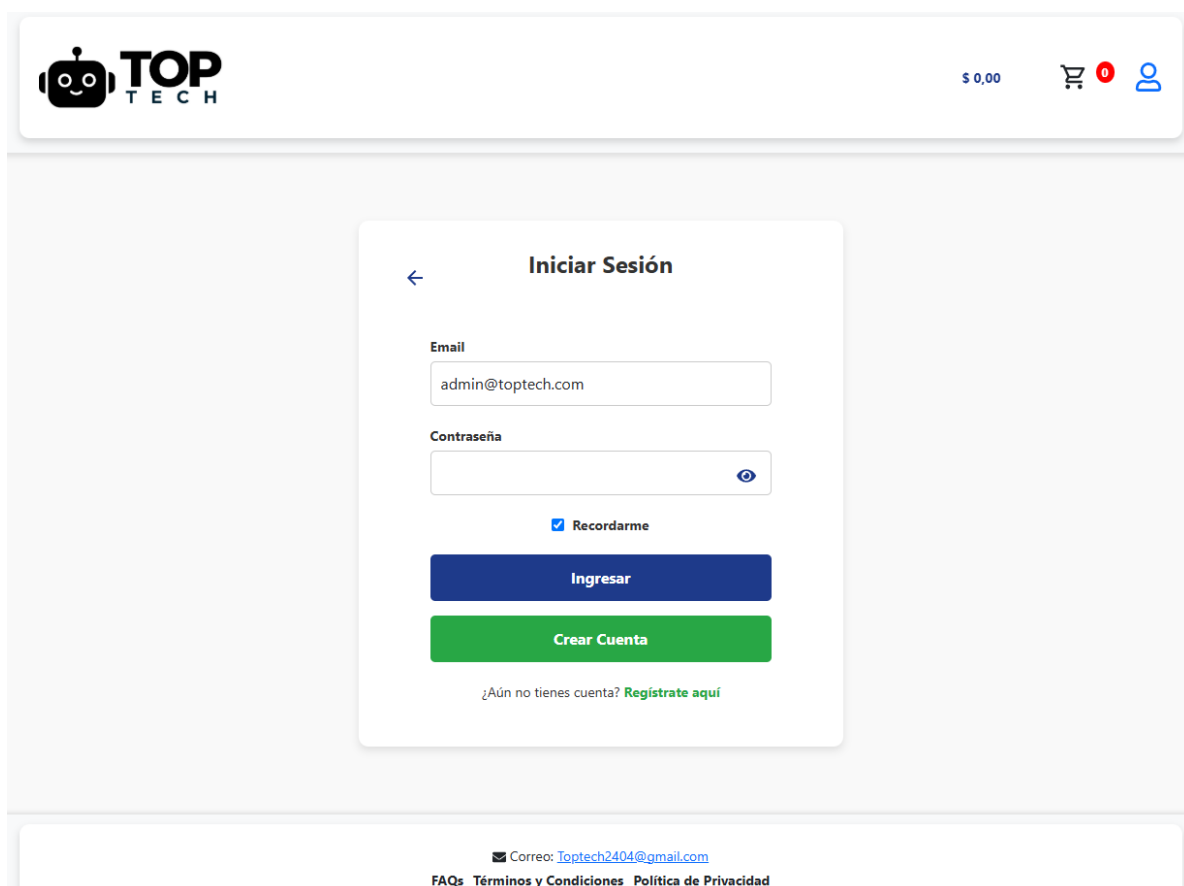 TOP
TECH
$ 0,00
0
Iniciar Sesión
Email
admin@toptech.com
Contraseña
Recordarme
Ingresar
Crear Cuenta
¿Aún no tienes cuenta? Regístrate aquí
Correo: Toptech2404@gmail.com
FAQs Términos y Condiciones Política de Privacidad